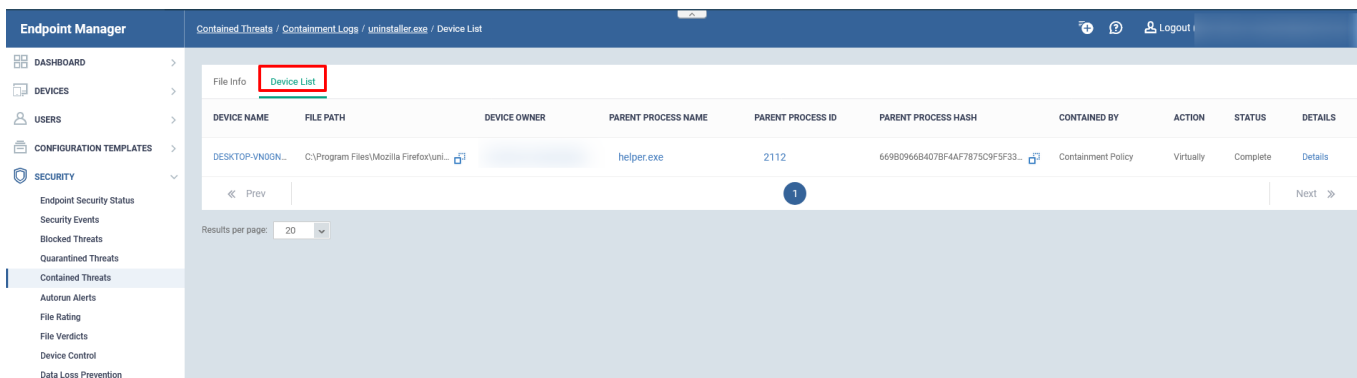 Endpoint Manager
Contained Threats / Containment Logs / uninstaller.exe / Device List
Logout
DASHBOARD
DEVICES
USERS
CONFIGURATION TEMPLATES
SECURITY
Endpoint Security Status
Security Events
Blocked Threats
Quarantined Threats
Contained Threats
Autorun Alerts
File Rating
File Verdicts
Device Control
Data Loss Prevention
File Info Device List
DEVICE NAME FILE PATH DEVICE OWNER PARENT PROCESS NAME PARENT PROCESS ID PARENT PROCESS HASH CONTAINED BY ACTION STATUS DETAILS
DESKTOP-VN0GN... C:\Program Files\Mozilla Firefox\uni... helper.exe 2112 669B0966B407BF4AF7875C9F5F33... Containment Policy Virtually Complete Details
Prev 1 Next
Results per page: 20